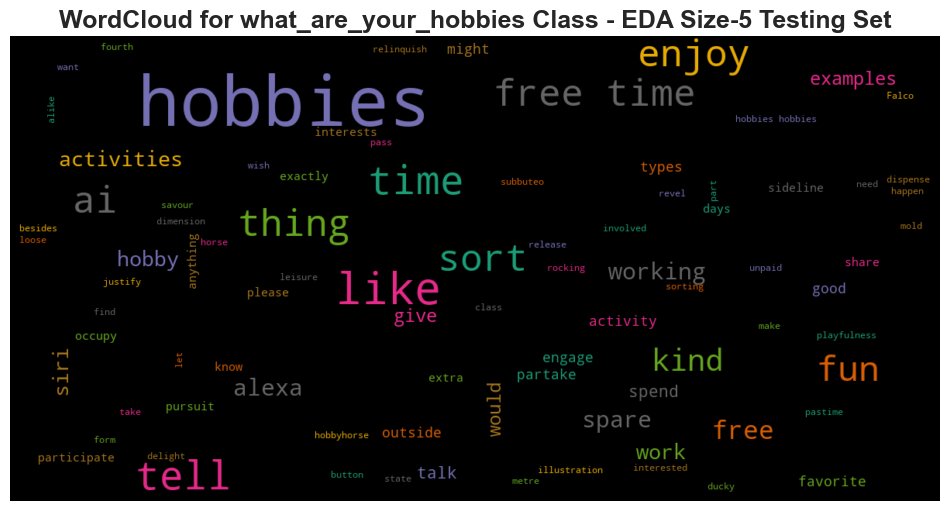 WordCloud for what_are_your_hobbies Class - EDA Size-5 Testing Set
fourth
relinquish
might
enjoy
want
hobbies
free time
examples
alike
Falco
interests
hobbies hobbies
pass
activities
wish
exactly
time
subbuteo
types
revel
part
sideline
need
dispense
happen
ai
savour
dimension
thing
days
besides
loose
horse
anything
hobby
sort
release
involved
mold
justify
leisure
please
like
rocking
working
sorting
unpaid
share
good
find
give
class
activity
make
occupy
playfulness
siri
let
know
alexa
extra
engage
partake
kind
fun
spend
take
pursuit
would
spare
pastime
form
hobbyhorse
outside
free
participate
delight
work
tell
button
state
talk
illustration
interested
metre
ducky
favorite